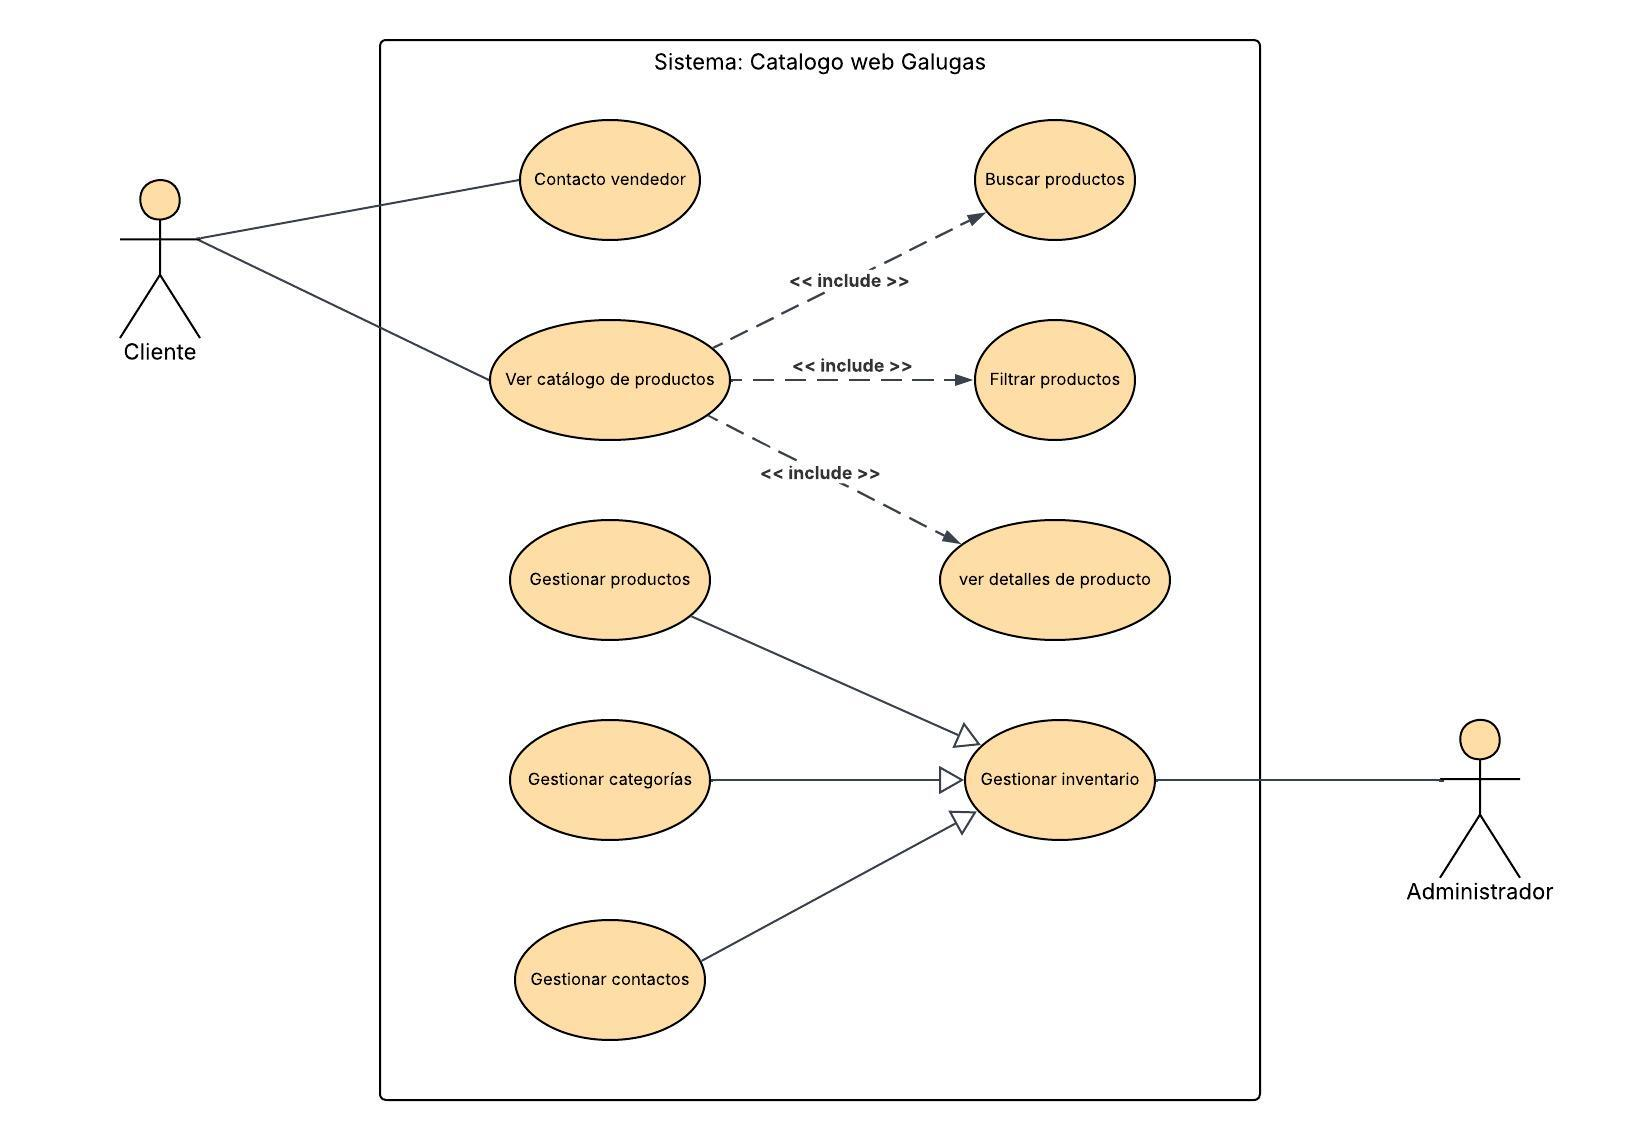 Sistema: Catalogo web Galugas
Contacto vendedor
Buscar productos
<< include >>
Cliente
Ver catálogo de productos
<< include >>
Filtrar productos
<< include >>
Gestionar productos
ver detalles de producto
Gestionar categorías
Gestionar inventario
Administrador
Gestionar contactos